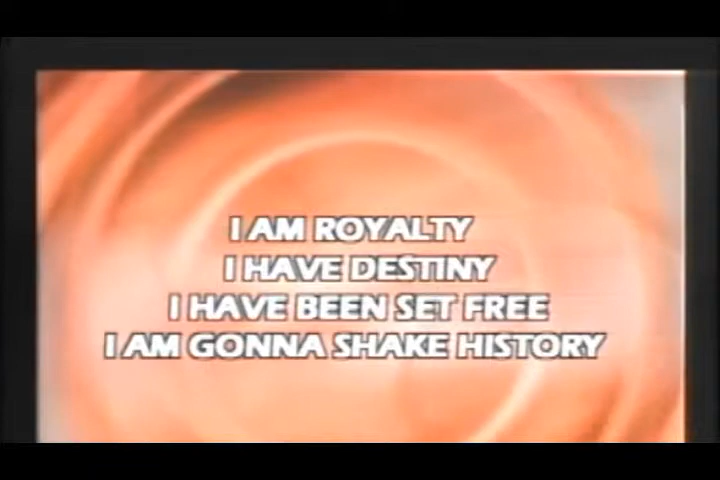 I AM ROYALTY
I HAVE DESTINY
I HAVE BEEN SET FREE
I AM GONNA SHAKE HISTORY